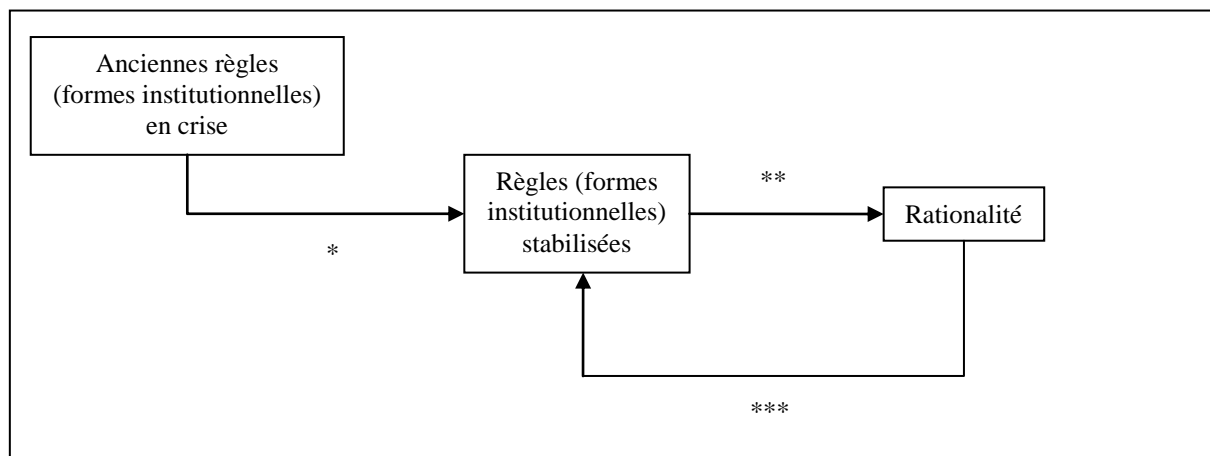 Anciennes règles
(formes institutionnelles)
en crise
Règles (formes
institutionnelles)
stabilisées
**
Rationalité
*
***